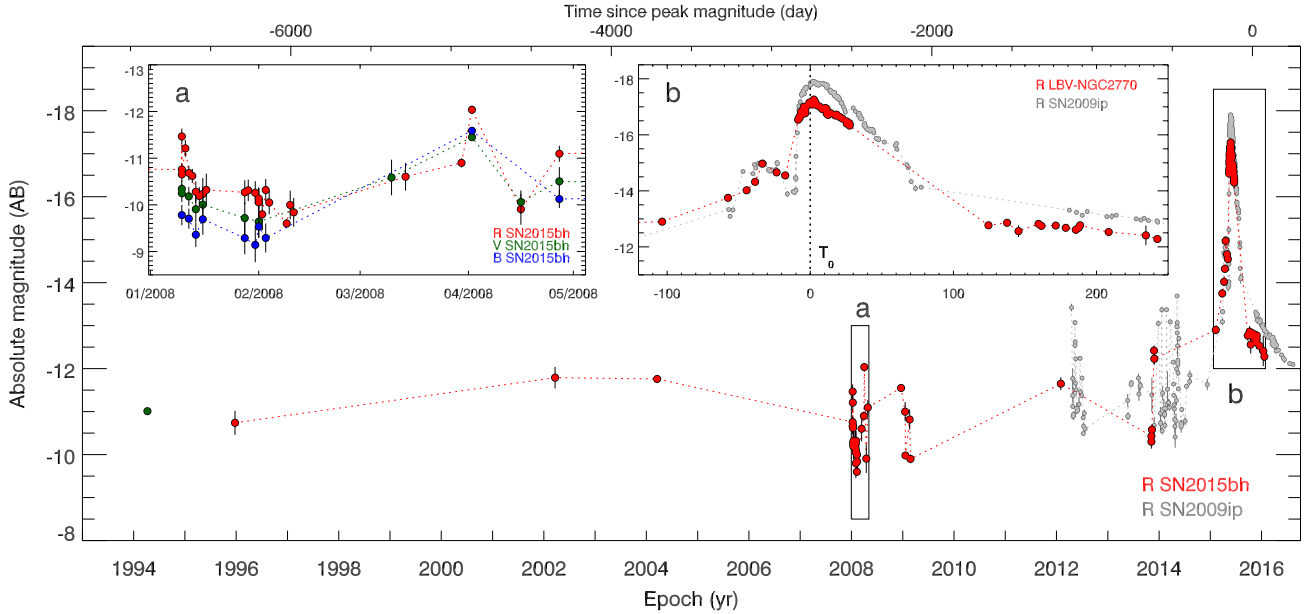 Time since peak magnitude (day)
-6000 -4000 -2000 0
Absolute magnitude (AB)
-18
-16
-14
-12
-10
-8
a
-13
-12
-11
-10
-9
R SN2015bh
V SN2015bh
B SN2015bh
01/2008 02/2008 03/2008 04/2008 05/2008
b
-18
-16
-14
-12
R LBV-NGC2770
R SN2009ip
T0
-100 0 100 200
a
b
R SN2015bh
R SN2009ip
1994 1996 1998 2000 2002 2004 2006 2008 2010 2012 2014 2016
Epoch (yr)